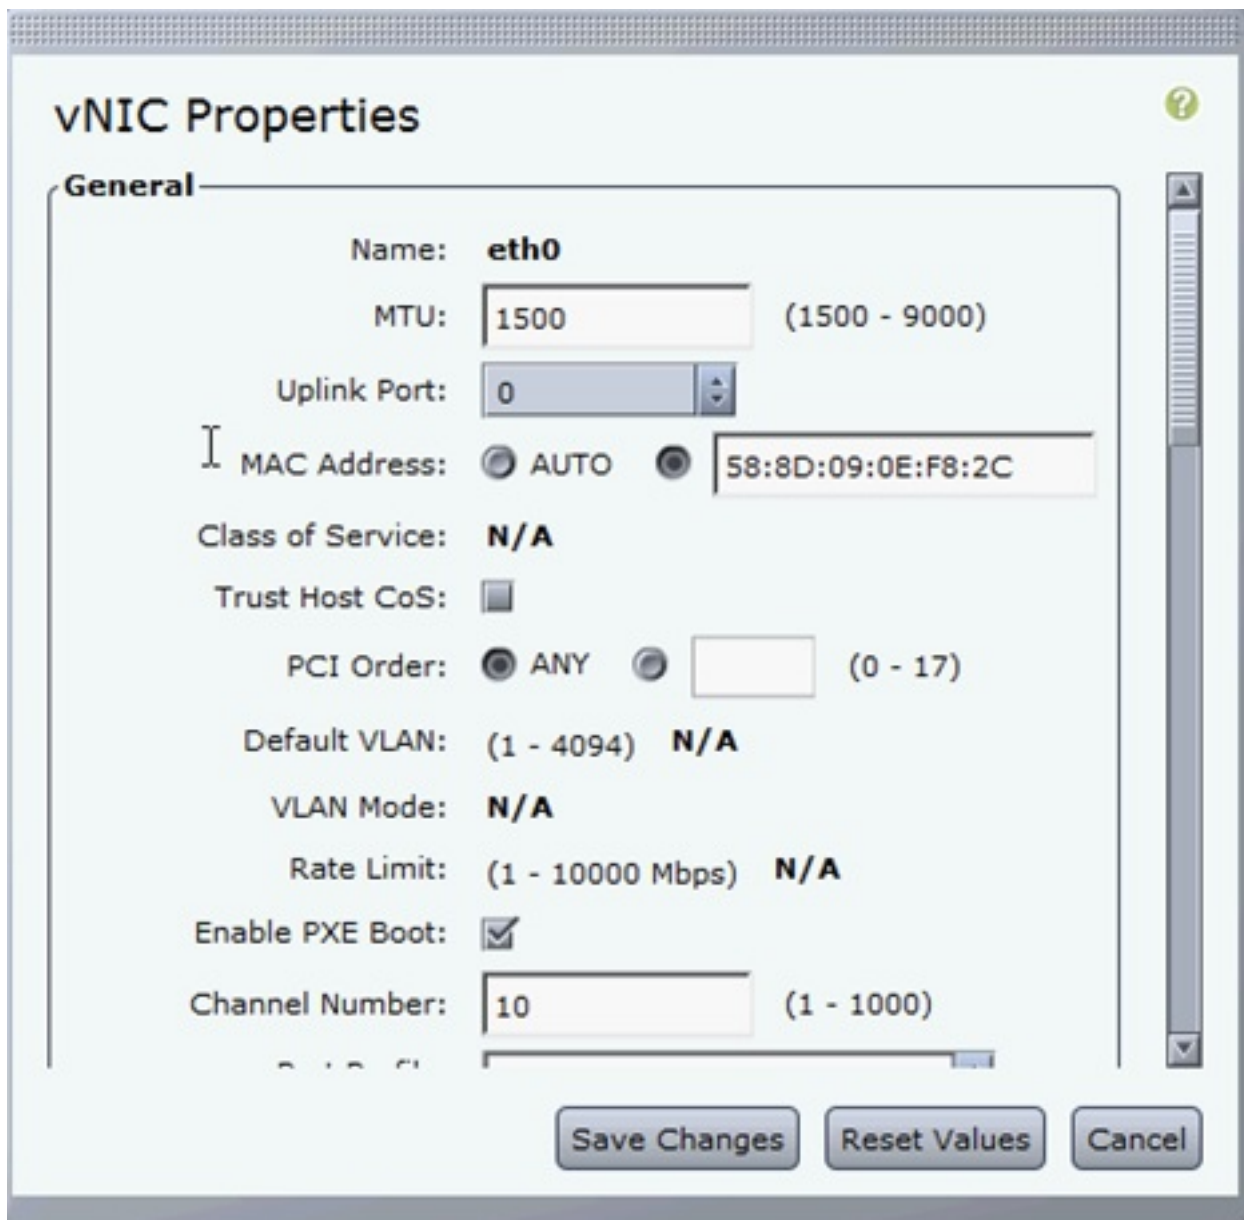 vNIC Properties
General
Name: eth0
MTU: 1500 (1500 - 9000)
Uplink Port: 0
MAC Address: AUTO 58:8D:09:0E:F8:2C
Class of Service: N/A
Trust Host CoS:
PCI Order: ANY (0 - 17)
Default VLAN: (1 - 4094) N/A
VLAN Mode: N/A
Rate Limit: (1 - 10000 Mbps) N/A
Enable PXE Boot:
Channel Number: 10 (1 - 1000)
Save Changes Reset Values Cancel